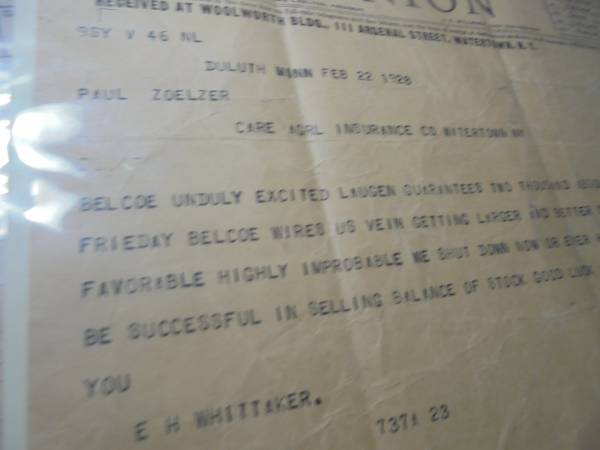 NION
RECEIVED AT WOOLWORTH BLDG., 111 ARSENAL STREET, WATERTOWN, N. Y.
9SY V 46 NL
DULUTH MINN FEB 22 1928
PAUL ZOELZER
CARE AGRL INSURANCE CO WATERTOWN NY
BELCOE UNDULY EXCITED LAUGEN GUARANTEES TWO THOUSAND
FRIEDAY BELCOE WIRES US VEIN GETTING LARGER AND BETTER
FAVORABLE HIGHLY IMPROBABLE WE SHUT DOWN NOW OR EVER
BE SUCCESSFUL IN SELLING BALANCE OF STOCK GOOD LUCK
YOU
E H WHITTAKER.
737A 23